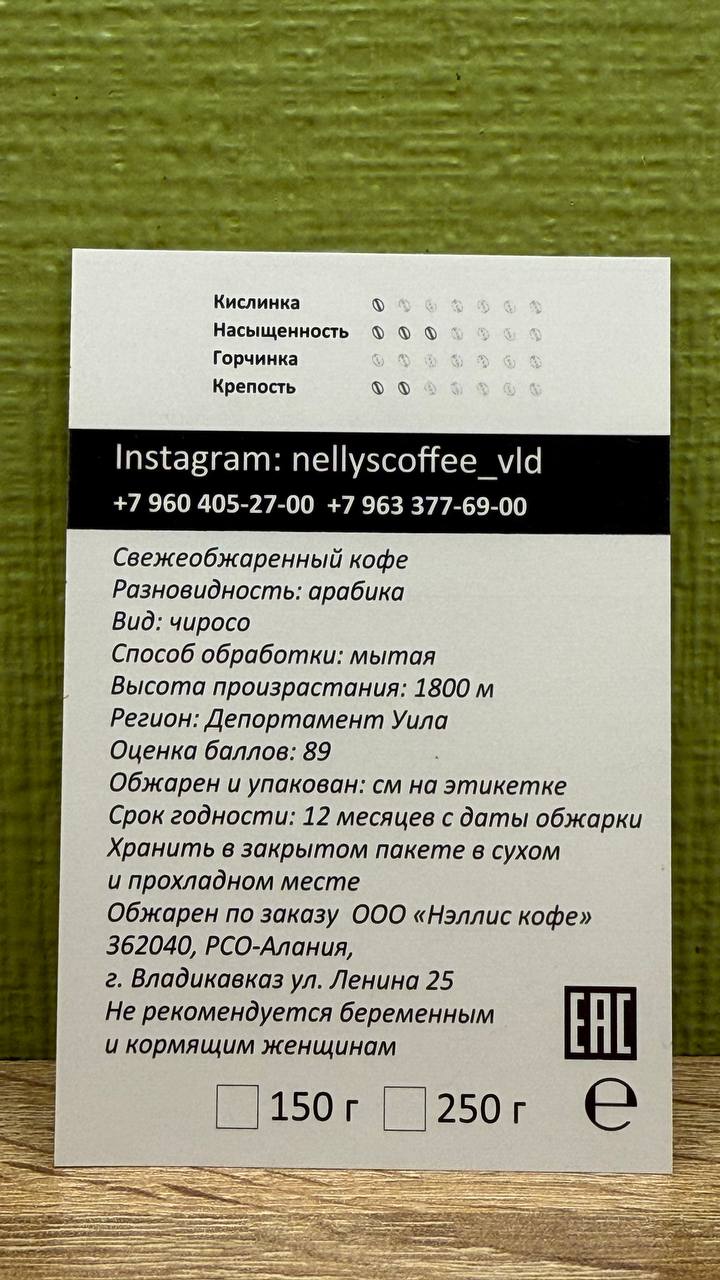 Кислинка
Насыщенность
Горчинка
Крепость
Instagram: nellyscoffee_vld
+7 960 405-27-00 +7 963 377-69-00
Свежеобжаренный кофе
Разновидность: арабика
Вид: чиросо
Способ обработки: мытая
Высота произрастания: 1800 м
Регион: Депортамент Уила
Оценка баллов: 89
Обжарен и упакован: см на этикетке
Срок годности: 12 месяцев с даты обжарки
Хранить в закрытом пакете в сухом
и прохладном месте
Обжарен по заказу ООО «Нэллис кофе»
362040, РСО-Алания,
г. Владикавказ ул. Ленина 25
Не рекомендуется беременным
и кормящим женщинам
EAC
150 г 250 г e